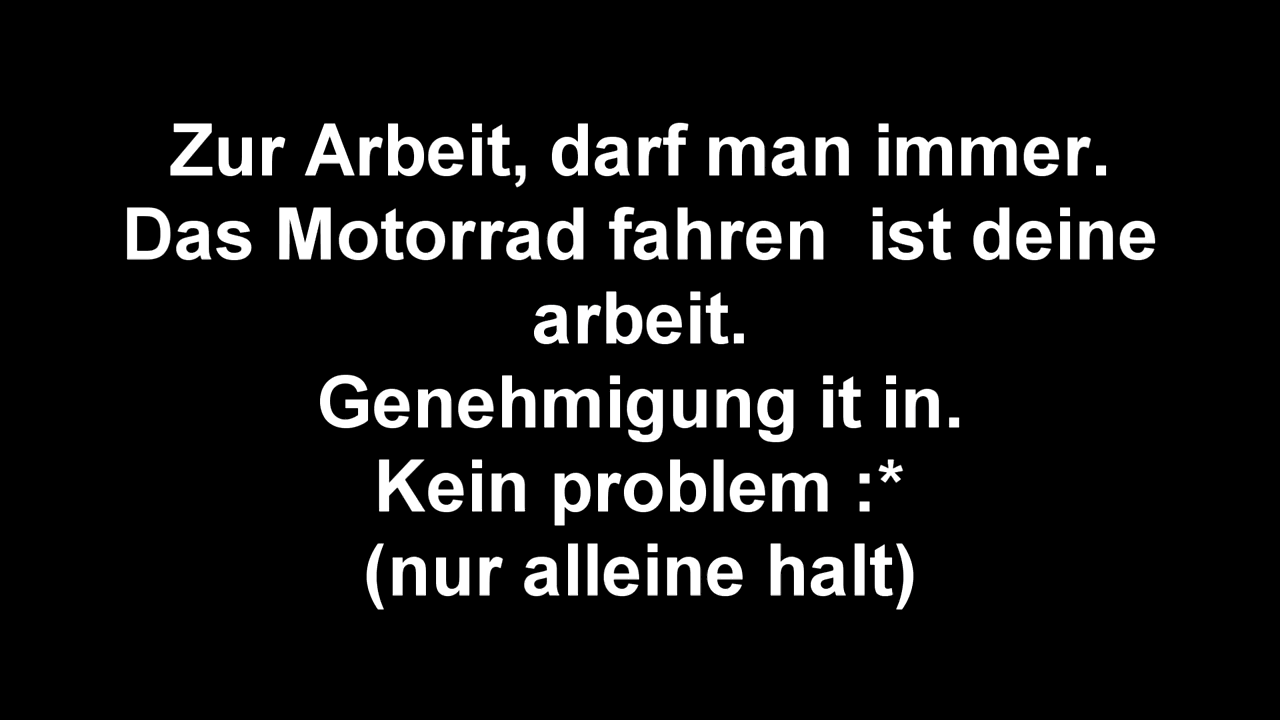 Zur Arbeit, darf man immer.
Das Motorrad fahren  ist deine
arbeit.
Genehmigung it in.
Kein problem :*
(nur alleine halt)